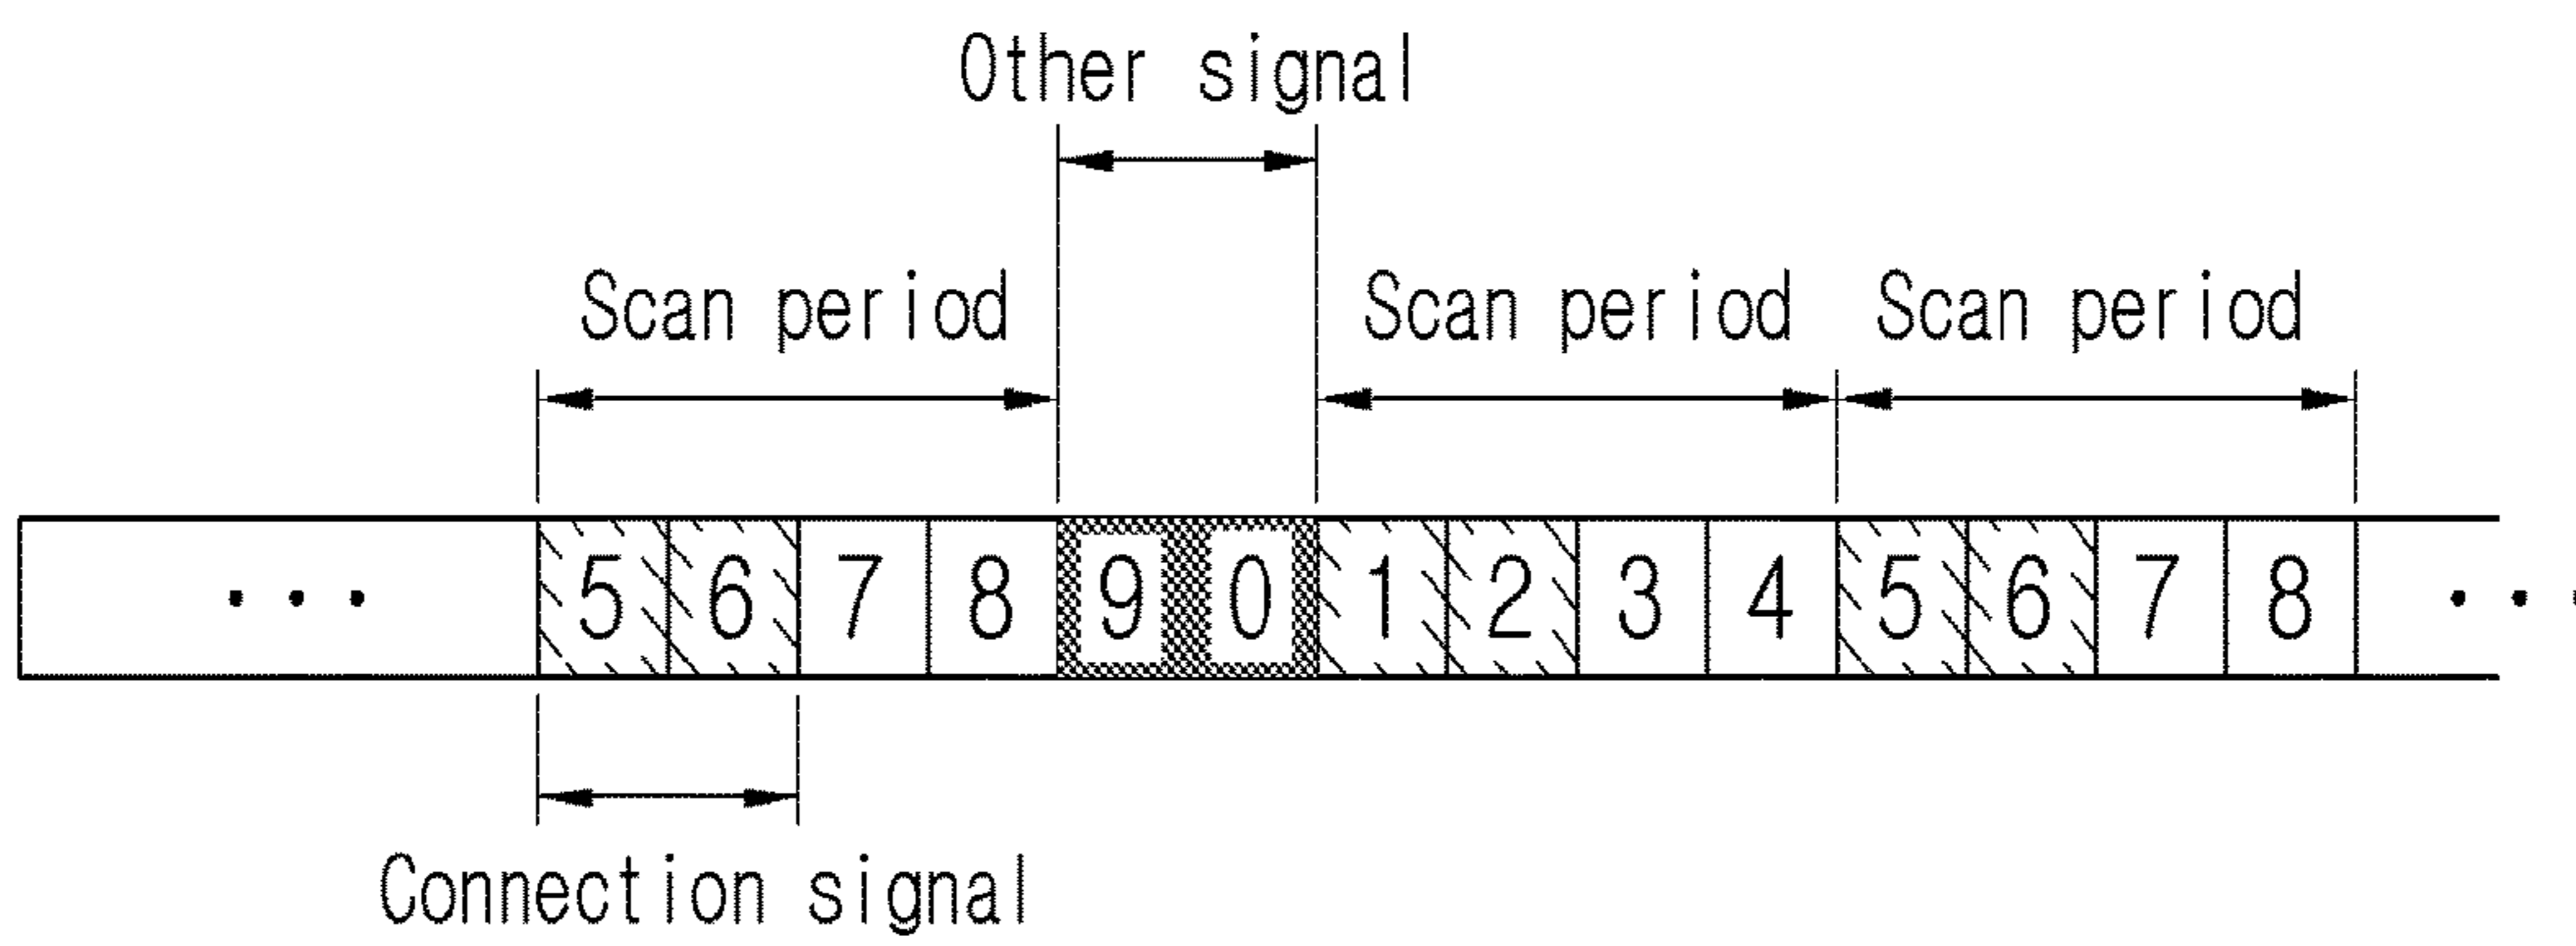 Other signal
Scan period Scan period Scan period
... 5 6 7 8 9 0 1 2 3 4 5 6 7 8 ...
Connection signal